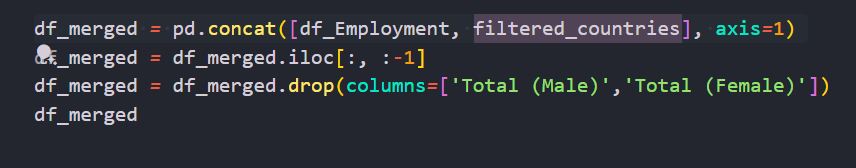 df_merged = pd.concat([df_Employment, filtered_countries], axis=1)
df_merged = df_merged.iloc[:, :-1]
df_merged = df_merged.drop(columns=['Total (Male)','Total (Female)'])
df_merged